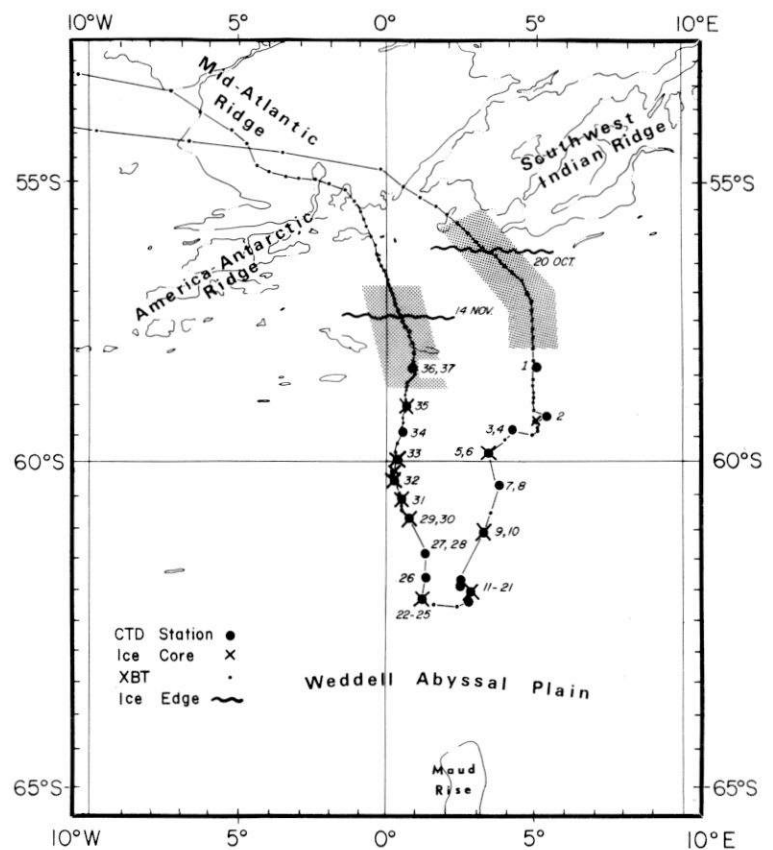 10°W 5° 0° 5° 10°E
Mid-Atlantic
Ridge
Southwest
Indian Ridge
55°S 55°S
America Antarctic
Ridge
20 OCT.
14 NOV.
36, 37
1
35
2
34
3,4
33
5,6
60°S 60°S
32
7,8
31
29,30
9,10
27, 28
26
11-21
22-25
CTD Station
Ice Core
XBT
Ice Edge
Weddell Abyssal Plain
Maud
Rise
65°S 65°S
10°W 5° 0° 5° 10°E